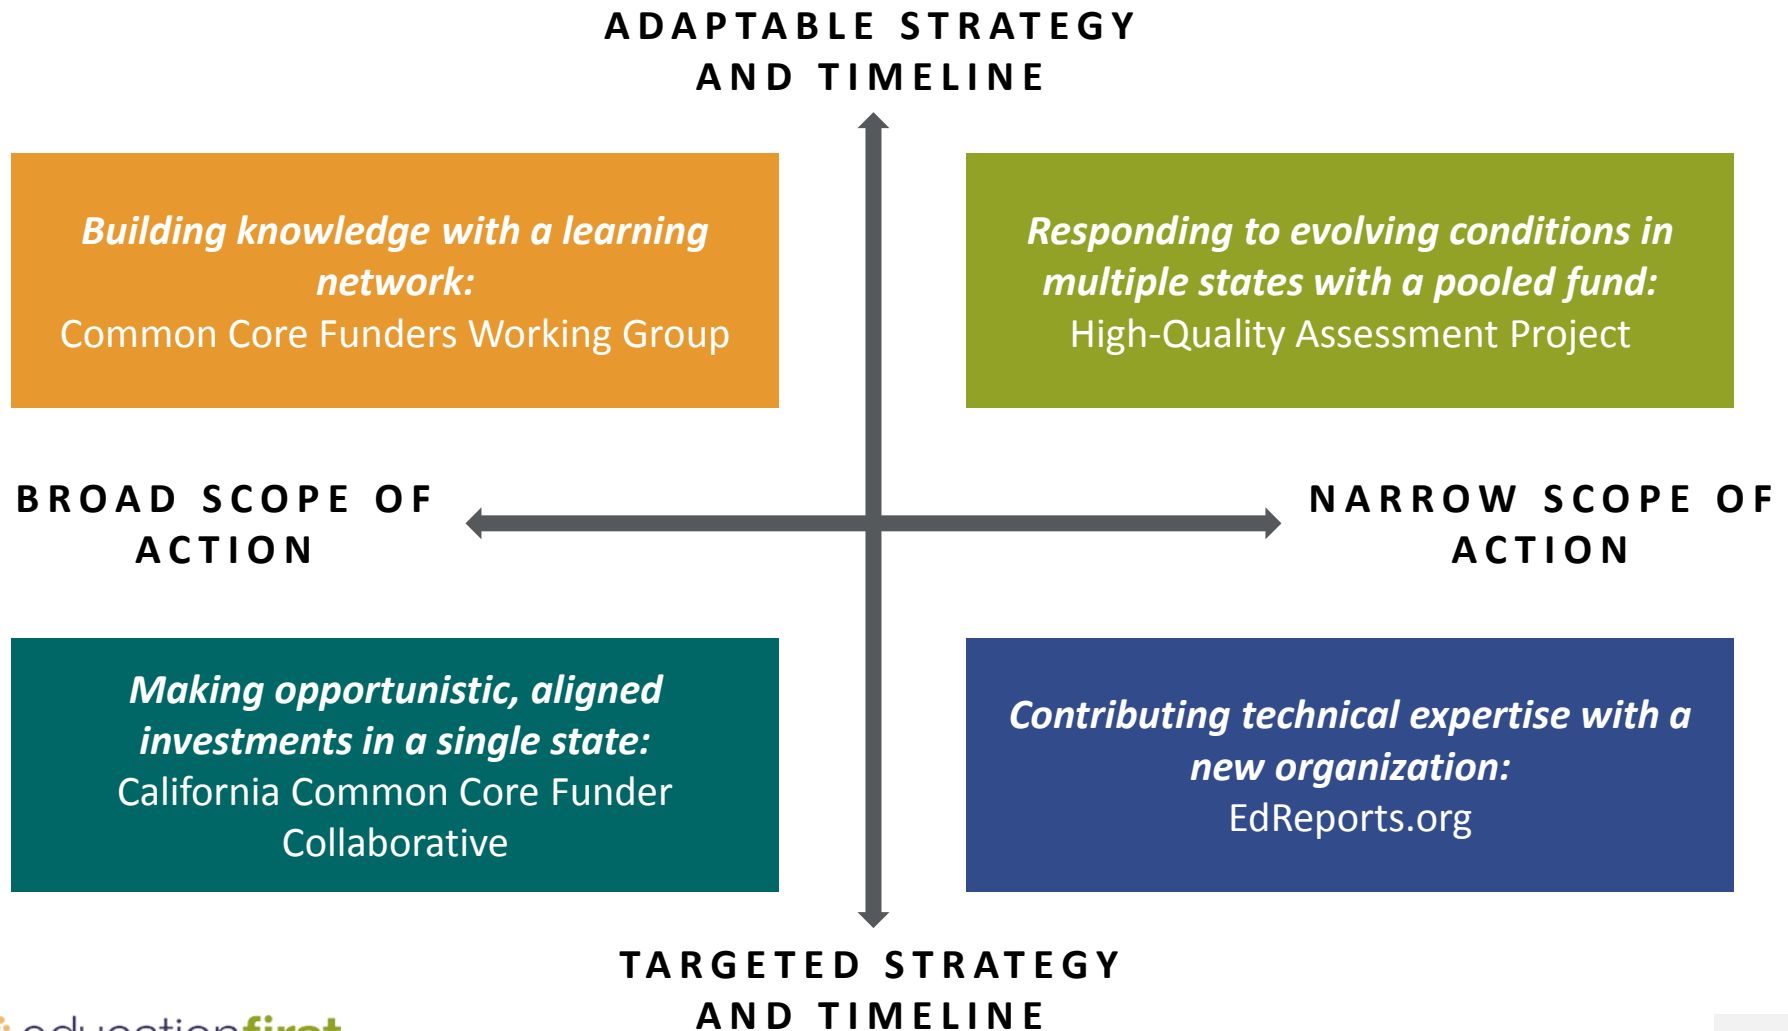 ADAPTABLE STRATEGY
AND TIMELINE
Building knowledge with a learning
network:
Common Core Funders Working Group
Responding to evolving conditions in
multiple states with a pooled fund:
High-Quality Assessment Project
BROAD SCOPE OF
ACTION
NARROW SCOPE OF
ACTION
Making opportunistic, aligned
investments in a single state:
California Common Core Funder
Collaborative
Contributing technical expertise with a
new organization:
EdReports.org
TARGETED STRATEGY
AND TIMELINE
educationfirst